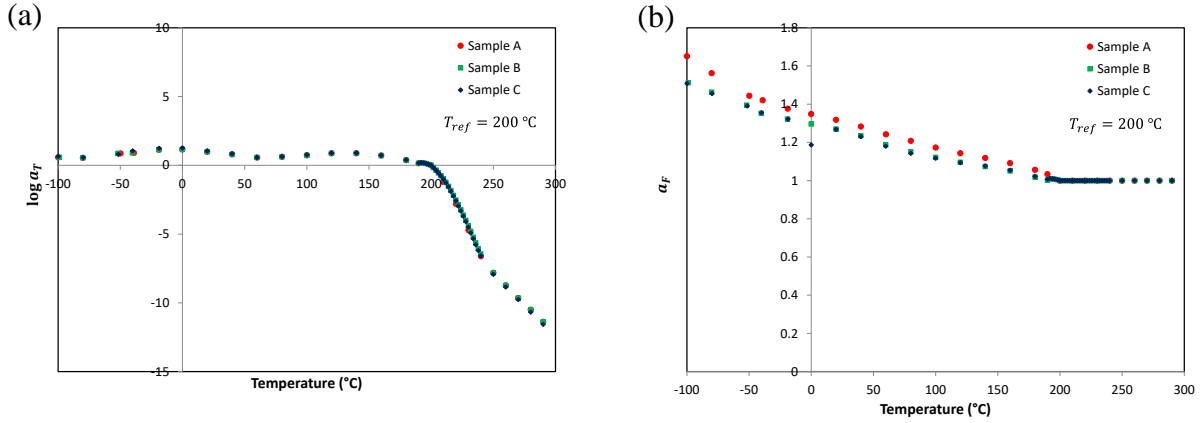 (a)
10
5
0
-5
-10
-15
-100
-50
0
50
100
150
200
250
300
log a_T
Temperature (°C)
Sample A
Sample B
Sample C
T_ref = 200 °C
(b)
1.8
1.6
1.4
1.2
1
0.8
0.6
0.4
0.2
0
-100
-50
0
50
100
150
200
250
300
a_F
Temperature (°C)
Sample A
Sample B
Sample C
T_ref = 200 °C